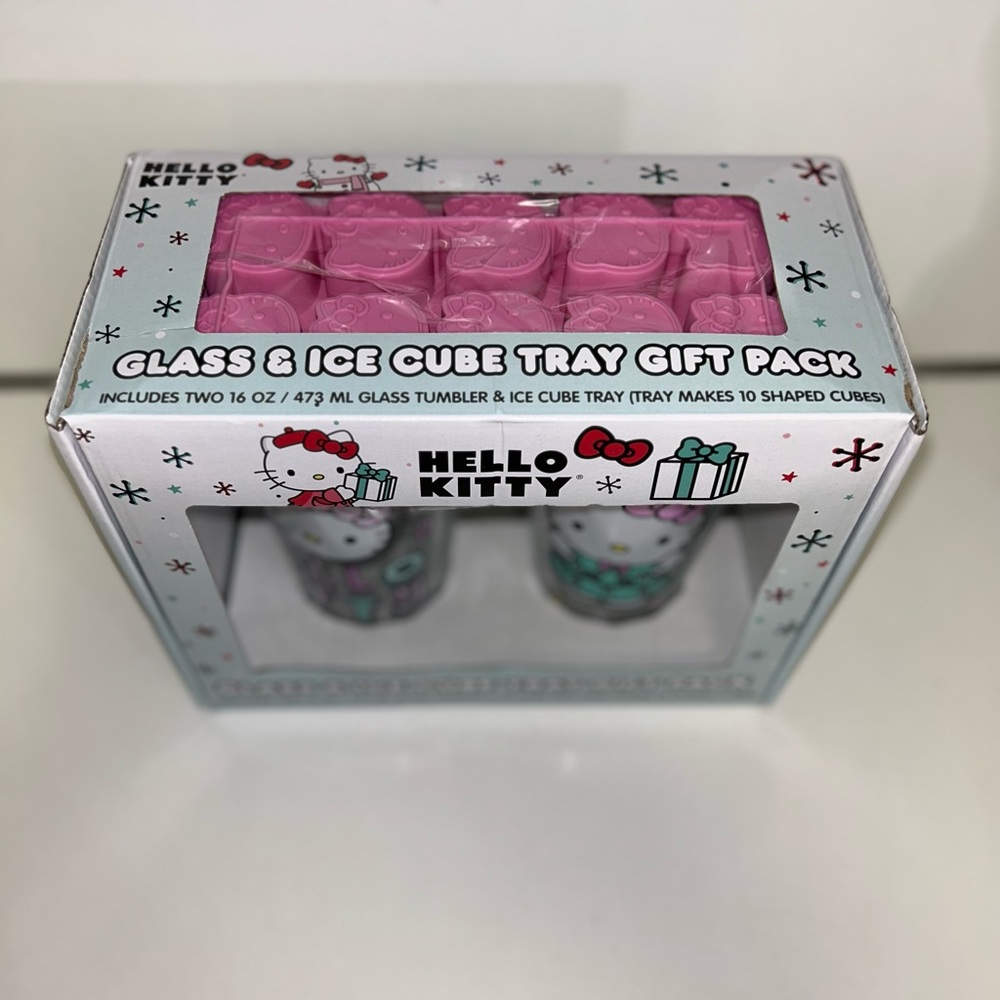 HELLO
KITTY
GLASS & ICE CUBE TRAY GIFT PACK
INCLUDES TWO 16 OZ / 473 ML GLASS TUMBLER & ICE CUBE TRAY (TRAY MAKES 10 SHAPED CUBES)
HELLO
KITTY®